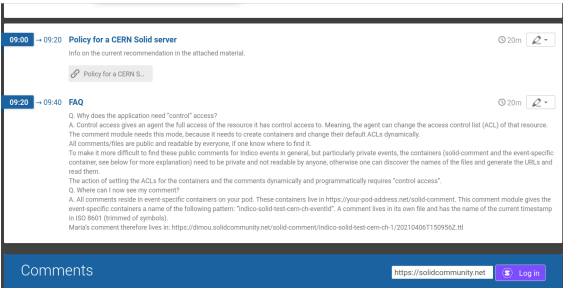 09:00 → 09:20 Policy for a CERN Solid server 20m
Info on the current recommendation in the attached material.
Policy for a CERN S...
09:20 → 09:40 FAQ 20m
Q. Why does the application need "control" access?
A. Control access gives an agent the full access of the resource it has control access to. Meaning, the agent can change the access control list (ACL) of that resource.
The comment module needs this mode, because it needs to create containers and change their default ACLs dynamically.
All comments/files are public and readable by everyone, if one know where to find it.
To make it more difficult to find these public comments for Indico events in general, but particularly private events, the containers (solid-comment and the event-specific
container, see below for more explanation) need to be private and not readable by anyone, otherwise one can discover the names of the files and generate the URLs and
read them.
The action of setting the ACLs for the containers and the comments dynamically and programmatically requires "control access".
Q. Where can I now see my comment?
A. All comments reside in event-specific containers on your pod. These containers live in https://your-pod-address.net/solid-comment. This comment module gives the
event-specific containers a name of the following pattern: "indico-solid-test-cern-ch-eventid". A comment lives in its own file and has the name of the current timestamp
in ISO 8601 (trimmed of symbols).
Maria's comment therefore lives in: https://dimou.solidcommunity.net/solid-comment/indico-solid-test-cern-ch-1/20210406T150956Z.ttl
Comments https://solidcommunity.net Log in